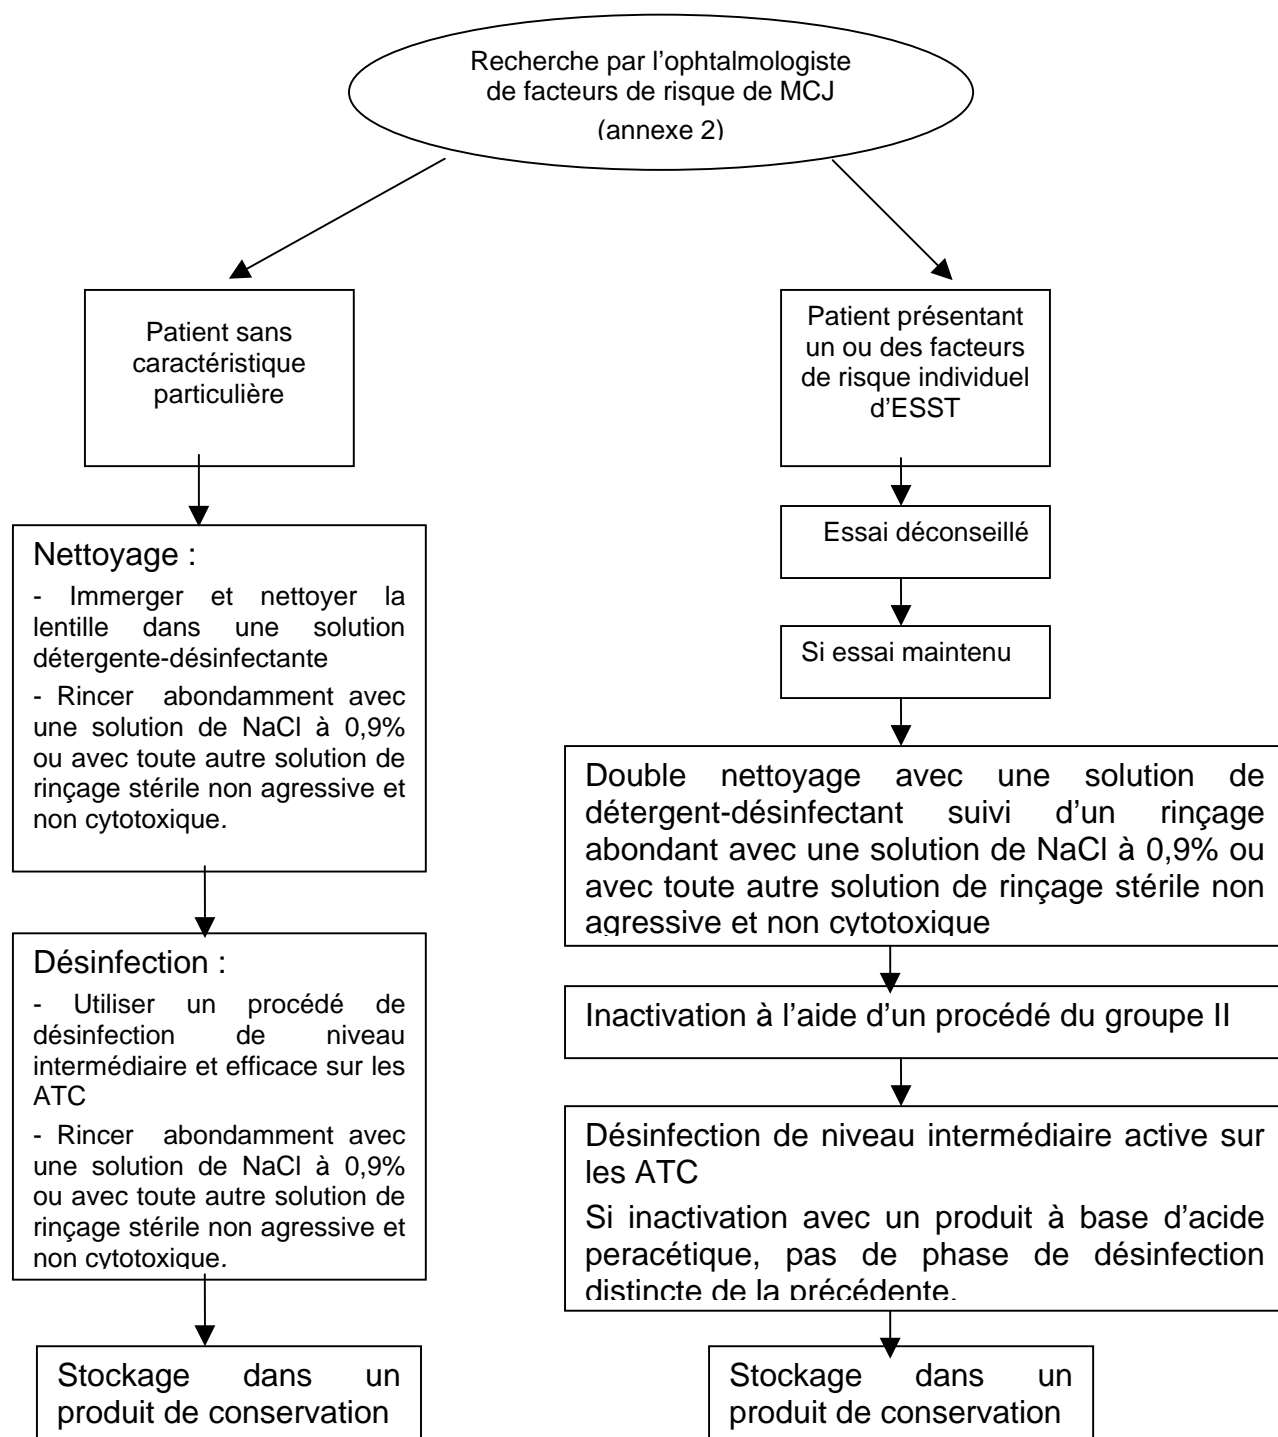 Recherche par l’ophtalmologiste
de facteurs de risque de MCJ
(annexe 2)
Patient sans
caractéristique
particulière
Nettoyage :
- Immerger et nettoyer la
lentille dans une solution
détergente-désinfectante
- Rincer abondamment avec
une solution de NaCl à 0,9%
ou avec toute autre solution de
rinçage stérile non agressive et
non cytotoxique.
Désinfection :
- Utiliser un procédé de
désinfection de niveau
intermédiaire et efficace sur les
ATC
- Rincer abondamment avec
une solution de NaCl à 0,9%
ou avec toute autre solution de
rinçage stérile non agressive et
non cytotoxique.
Stockage dans un
produit de conservation
Patient présentant
un ou des facteurs
de risque individuel
d’ESST
Essai déconseillé
Si essai maintenu
Double nettoyage avec une solution de
détergent-désinfectant suivi d’un rinçage
abondant avec une solution de NaCl à 0,9% ou
avec toute autre solution de rinçage stérile non
agressive et non cytotoxique
Inactivation à l’aide d’un procédé du groupe II
Désinfection de niveau intermédiaire active sur
les ATC
Si inactivation avec un produit à base d’acide
peracétique, pas de phase de désinfection
distincte de la précédente.
Stockage dans un
produit de conservation